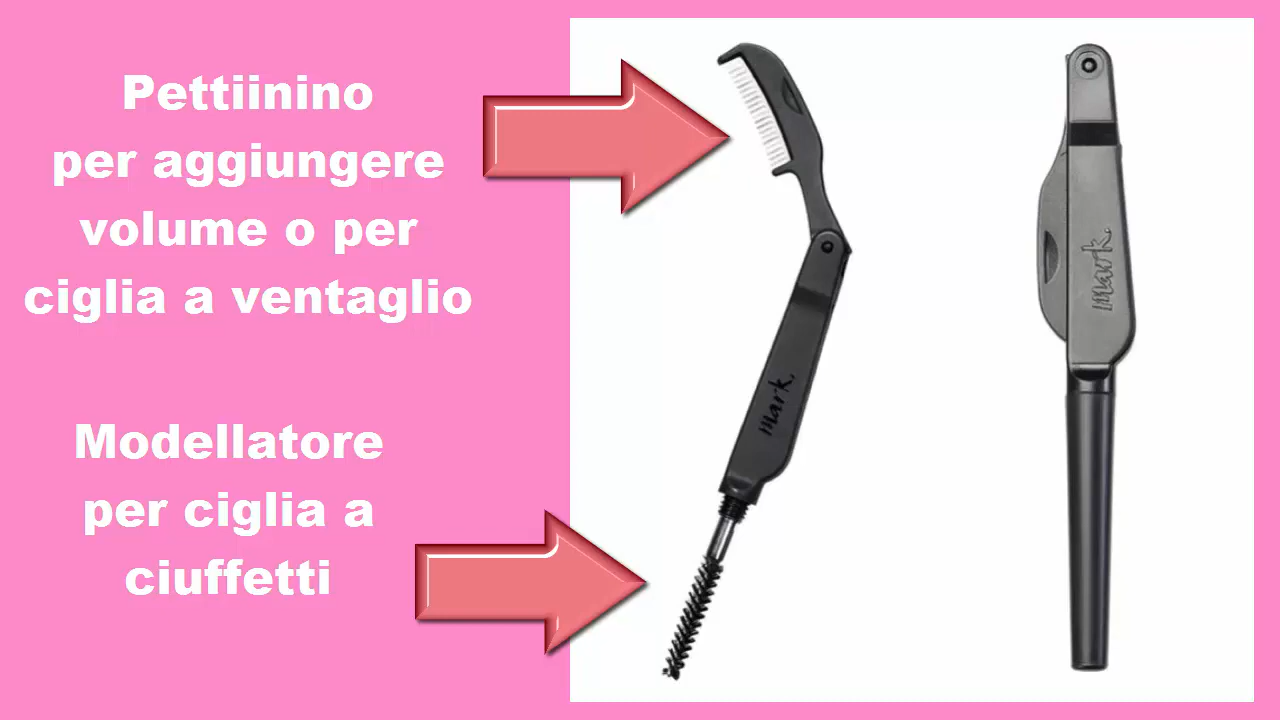 Pettiinino
per aggiungere
volume o per
ciglia a ventaglio
Modellatore
per ciglia a
ciuffetti
mark.
mark.